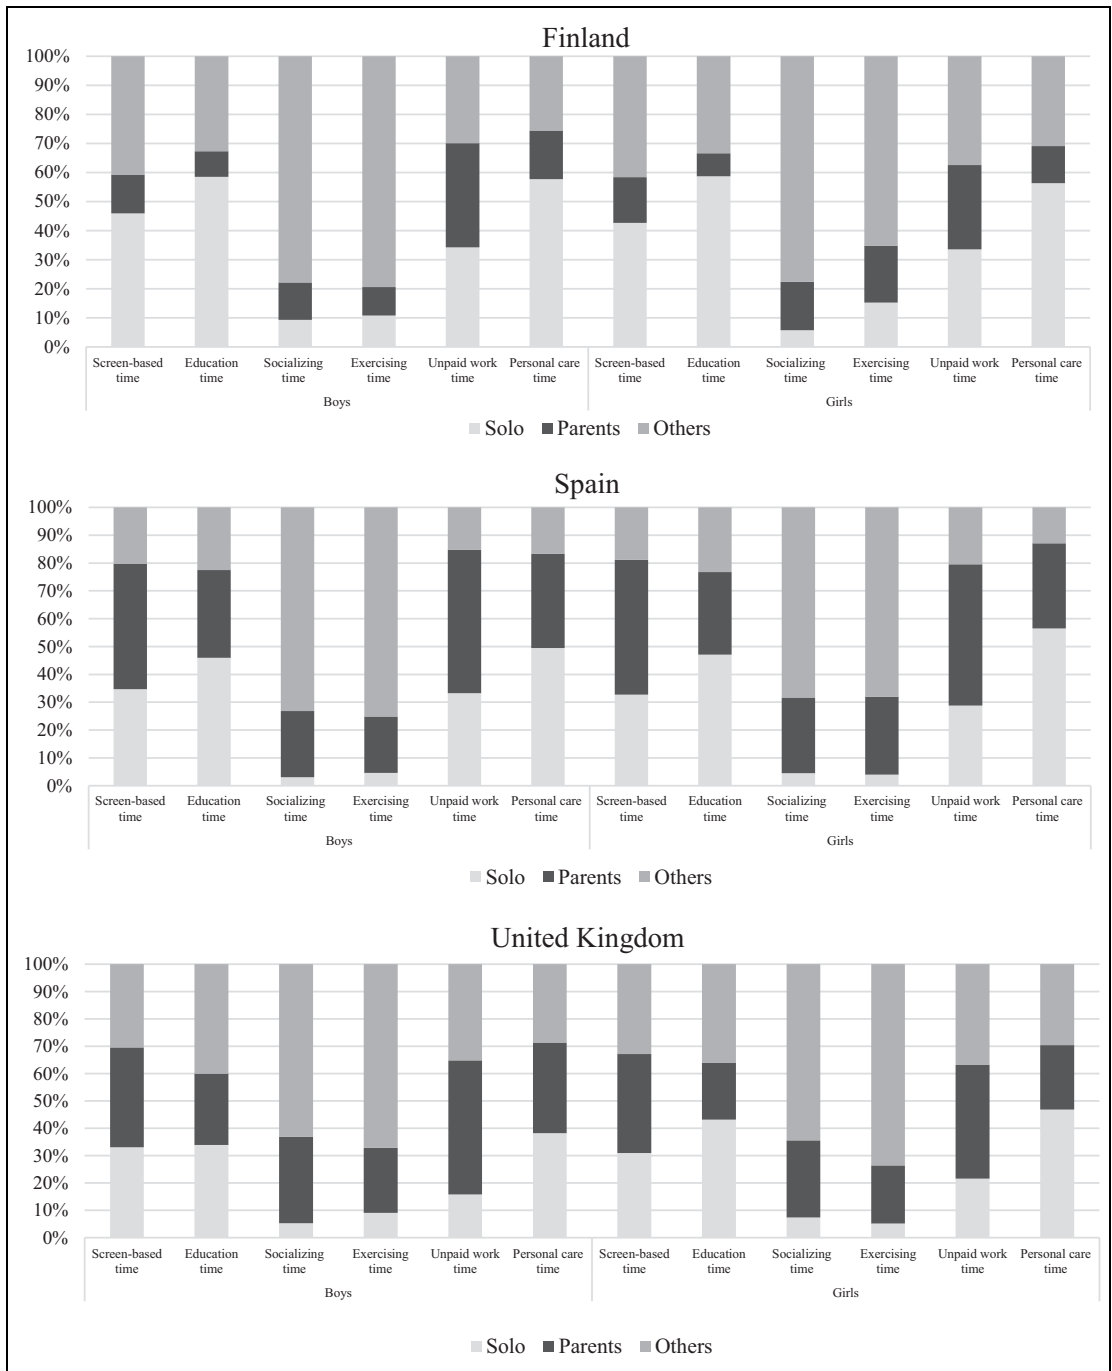 Finland
100%
90%
80%
70%
60%
50%
40%
30%
20%
10%
0%
Screen-based time
Education time
Socializing time
Exercising time
Unpaid work time
Personal care time
Screen-based time
Education time
Socializing time
Exercising time
Unpaid work time
Personal care time
Boys
Girls
Solo Parents Others
Spain
100%
90%
80%
70%
60%
50%
40%
30%
20%
10%
0%
Screen-based time
Education time
Socializing time
Exercising time
Unpaid work time
Personal care time
Screen-based time
Education time
Socializing time
Exercising time
Unpaid work time
Personal care time
Boys
Girls
Solo Parents Others
United Kingdom
100%
90%
80%
70%
60%
50%
40%
30%
20%
10%
0%
Screen-based time
Education time
Socializing time
Exercising time
Unpaid work time
Personal care time
Screen-based time
Education time
Socializing time
Exercising time
Unpaid work time
Personal care time
Boys
Girls
Solo Parents Others